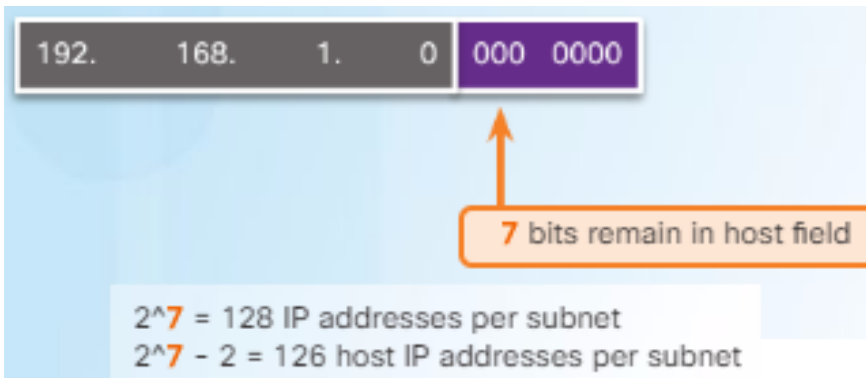 192. 168. 1. 0 000 0000
7 bits remain in host field
2^7 = 128 IP addresses per subnet
2^7 - 2 = 126 host IP addresses per subnet